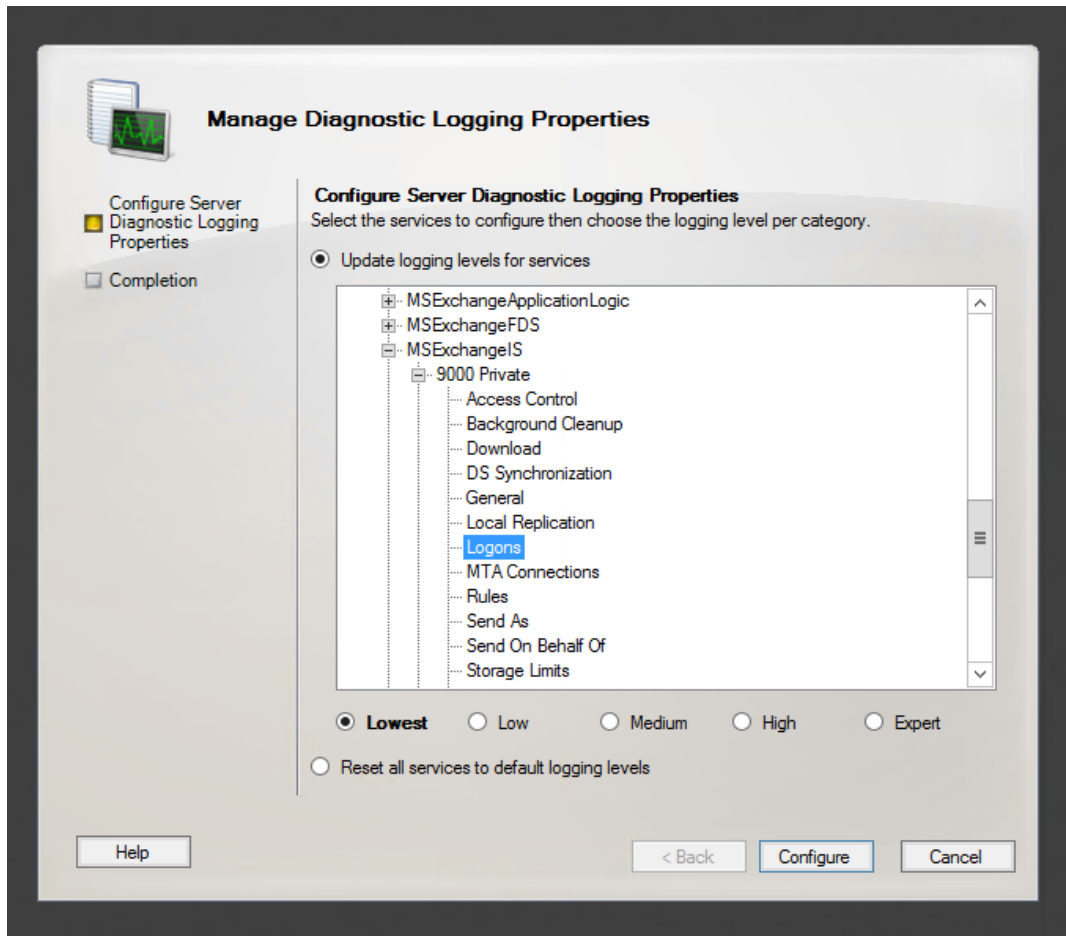 Manage Diagnostic Logging Properties
Configure Server
Diagnostic Logging
Properties
Completion
Configure Server Diagnostic Logging Properties
Select the services to configure then choose the logging level per category.
Update logging levels for services
MSExchangeApplicationLogic
MSExchangeFDS
MSExchangeIS
9000 Private
Access Control
Background Cleanup
Download
DS Synchronization
General
Local Replication
Logons
MTA Connections
Rules
Send As
Send On Behalf Of
Storage Limits
Lowest Low Medium High Expert
Reset all services to default logging levels
Help < Back Configure Cancel